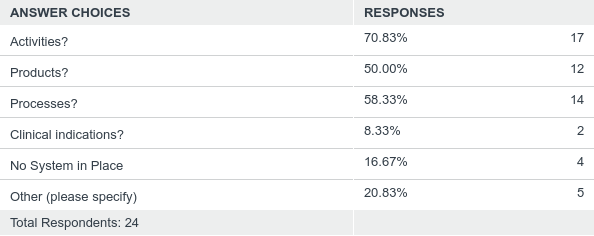 ANSWER CHOICES RESPONSES
Activities? 70.83% 17
Products? 50.00% 12
Processes? 58.33% 14
Clinical indications? 8.33% 2
No System in Place 16.67% 4
Other (please specify) 20.83% 5
Total Respondents: 24